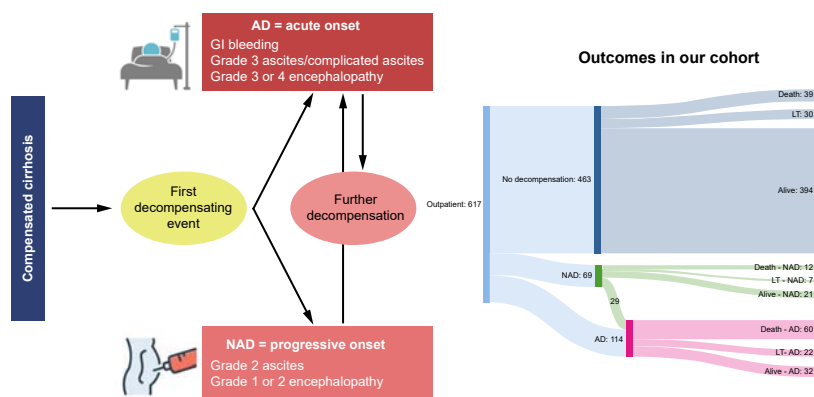 Compensated cirrhosis
First
decompensating
event
AD = acute onset
GI bleeding
Grade 3 ascites/complicated ascites
Grade 3 or 4 encephalopathy
Further
decompensation
NAD = progressive onset
Grade 2 ascites
Grade 1 or 2 encephalopathy
Outcomes in our cohort
Outpatient: 617
No decompensation: 463
NAD: 69
29
AD: 114
Death: 39
LT: 30
Alive: 394
Death - NAD: 12
LT - NAD: 7
Alive - NAD: 21
Death - AD: 60
LT- AD: 22
Alive - AD: 32